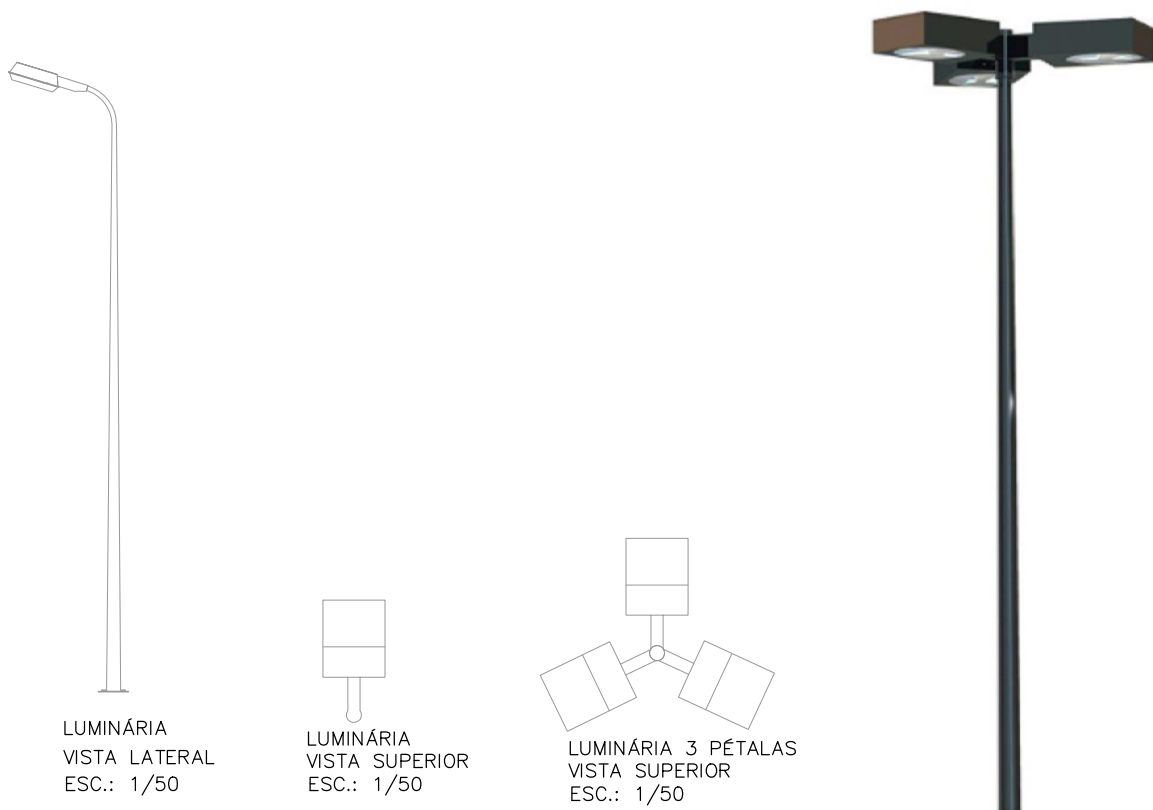 LUMINÁRIA
VISTA LATERAL
ESC.: 1/50
LUMINÁRIA
VISTA SUPERIOR
ESC.: 1/50
LUMINÁRIA 3 PÉTALAS
VISTA SUPERIOR
ESC.: 1/50